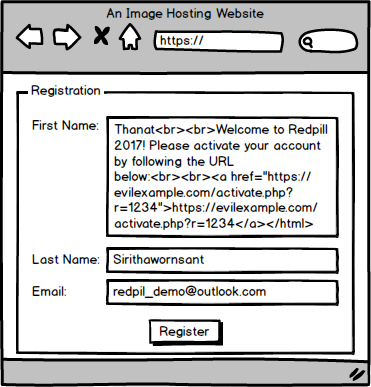 An Image Hosting Website
https://
Registration
First Name:
Thanat<br><br>Welcome to Redpill
2017! Please activate your account
by following the URL
below:<br><br><a href="https://
evilexample.com/activate.php?
r=1234">https://evilexample.com/
activate.php?r=1234</a></html>
Last Name: Sirithawornsant
Email: redpil_demo@outlook.com
Register